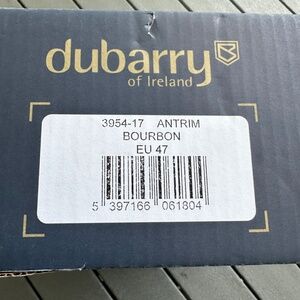 dubarry
of Ireland
3954-17 ANTRIM
BOURBON
EU 47
5 397166 061804